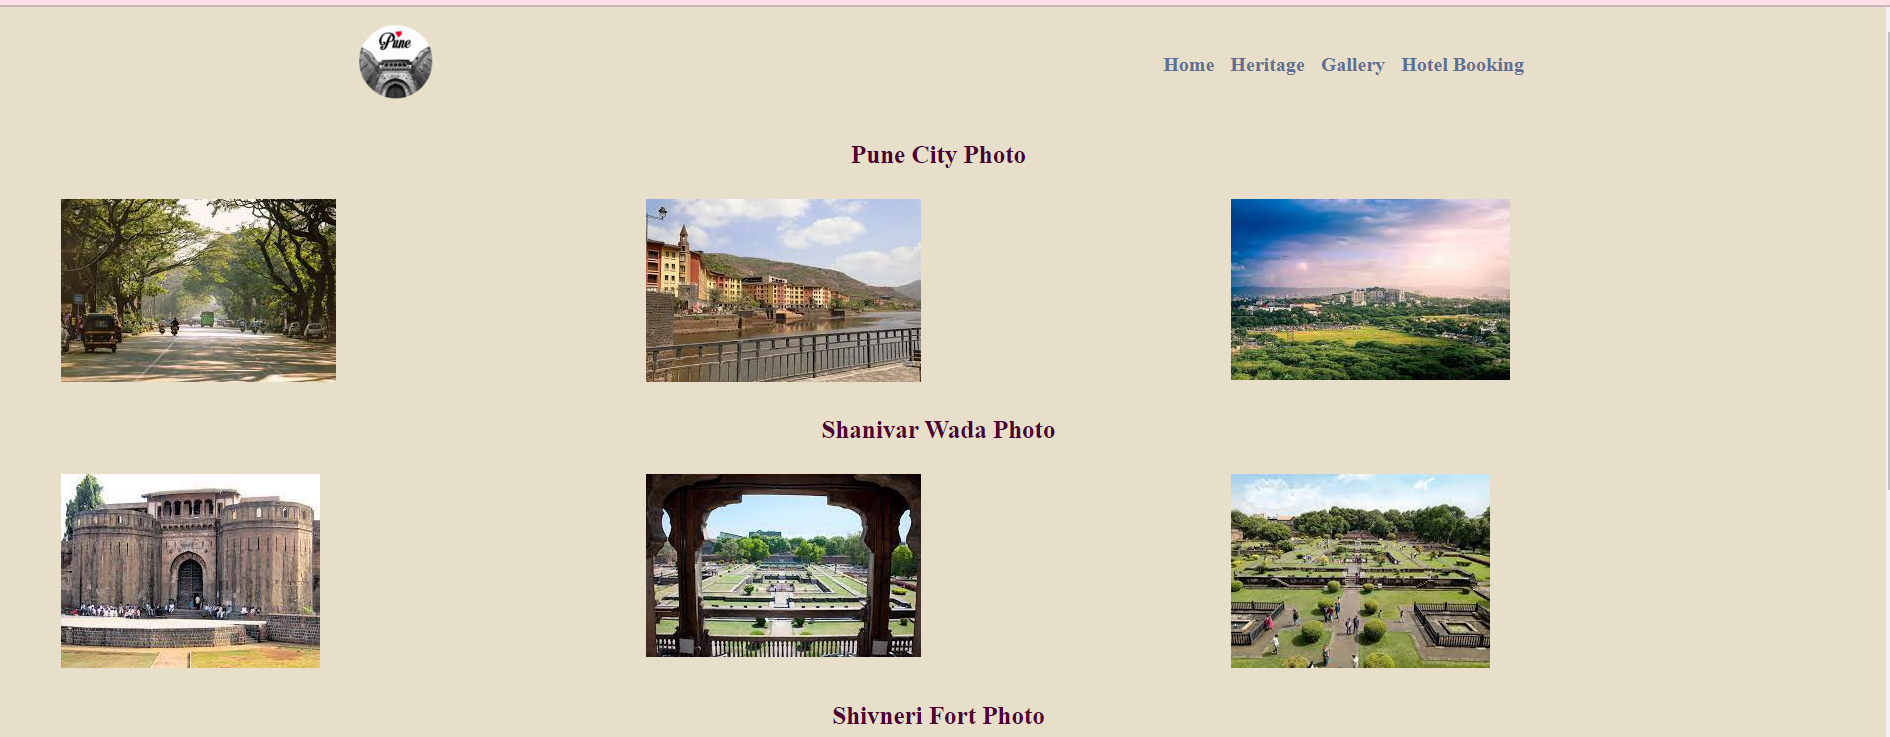 Pune
Home Heritage Gallery Hotel Booking
Pune City Photo
Shanivar Wada Photo
Shivneri Fort Photo